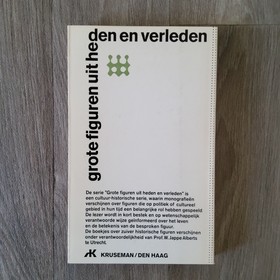 grote figuren uit heden en verleden
De serie "Grote figuren uit heden en verleden" is
een cultuur-historische serie, waarin monografieën
verschijnen over figuren die op politiek of cultureel
gebied in hun tijd een belangrijke rol hebben gespeeld
De lezer wordt in kort bestek en op wetenschappelijk
verantwoorde wijze geïnformeerd over het leven
en de betekenis van de besproken figuur.
De boekjes over zuiver historische figuren verschijnen
onder verantwoordelijkheid van Prof. W. Jappe Alberts
te Utrecht.
KRUSEMAN/DEN HAAG